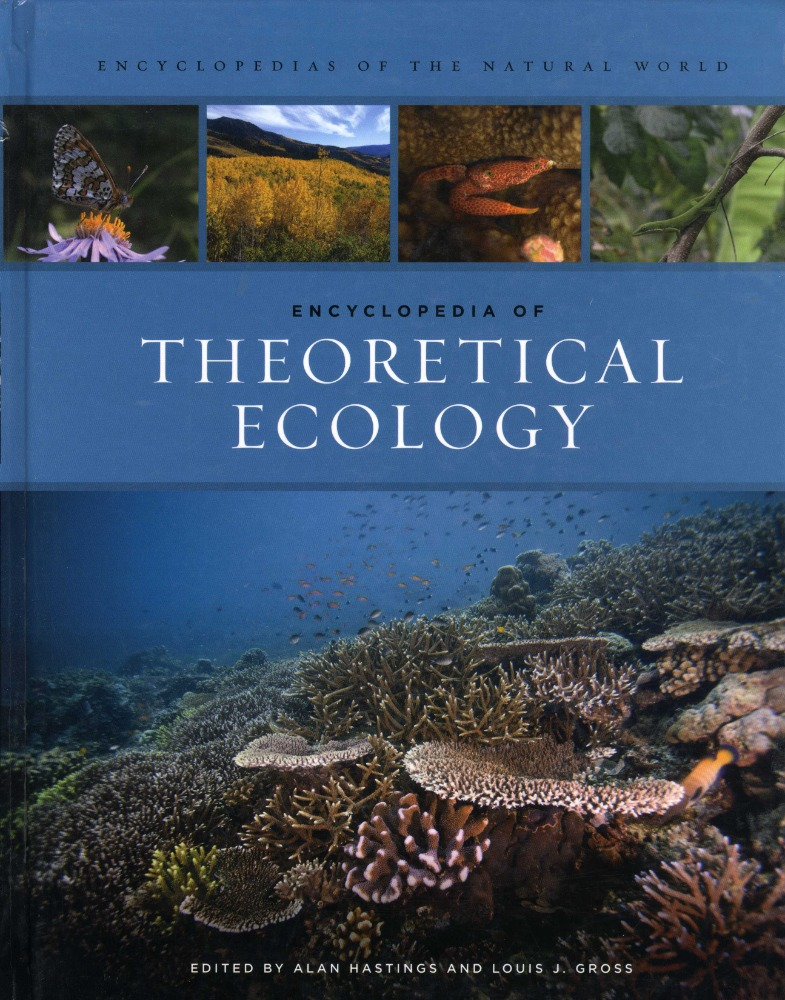 ENCYCLOPEDIAS OF THE NATURAL WORLD
ENCYCLOPEDIA OF
THEORETICAL
ECOLOGY
EDITED BY ALAN HASTINGS AND LOUIS J. GROSS